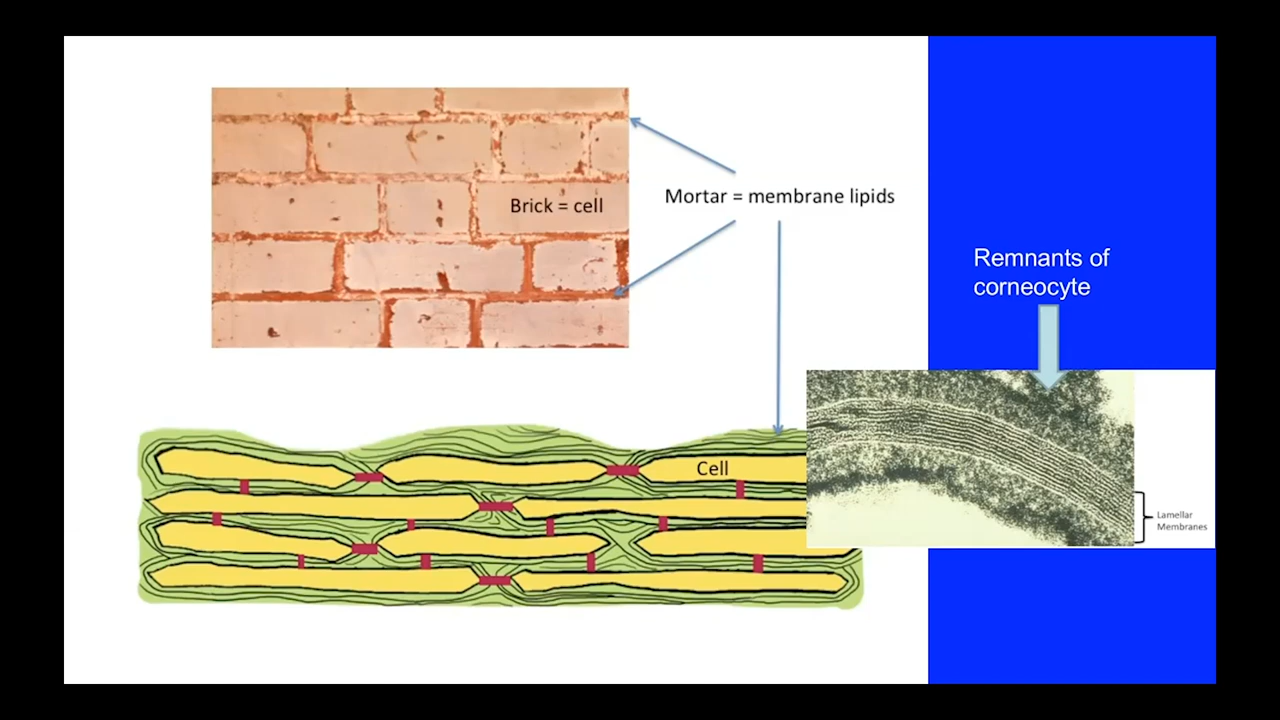 Brick = cell
Mortar = membrane lipids
Remnants of
corneocyte
Cell
Lamellar
Membranes